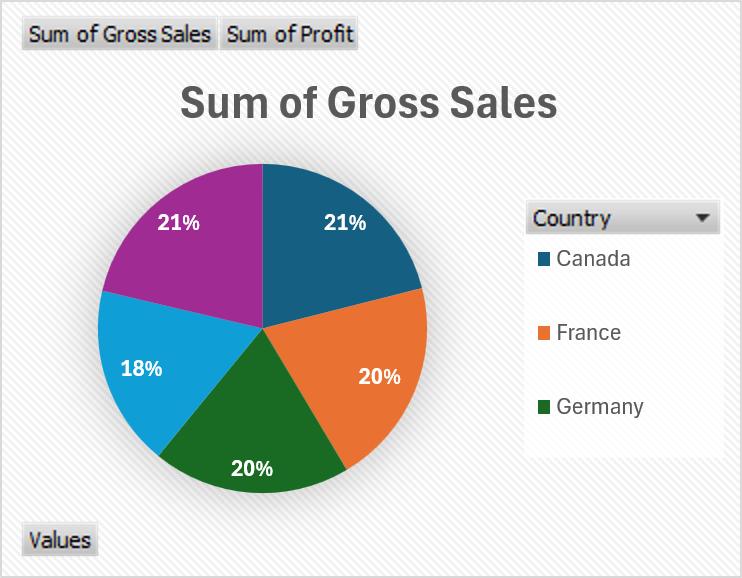 Sum of Gross Sales Sum of Profit
Sum of Gross Sales
21% 21%
18% 20%
20%
Country
Canada
France
Germany
Values